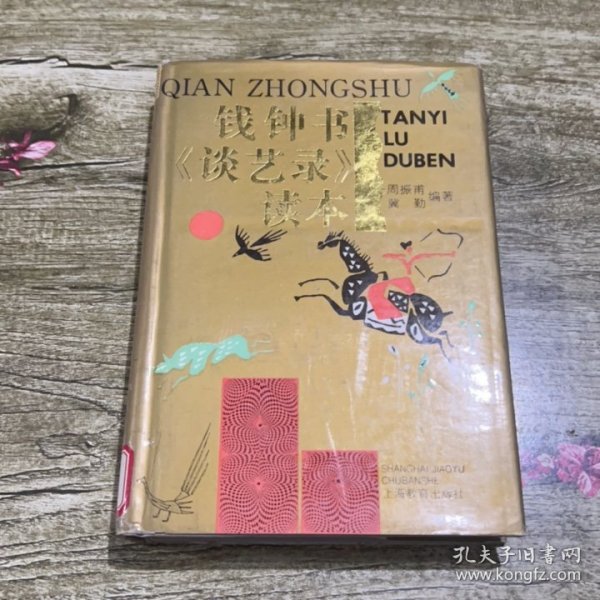 QIAN ZHONGSHU
钱钟书
《谈艺录》
读本
TANYI
LU
DUBEN
周振甫
冀勤
编著
SHANGHAI JIAOYU
CHUBANSHE
上海教育出版社
孔夫子旧书网
www.kongfz.com